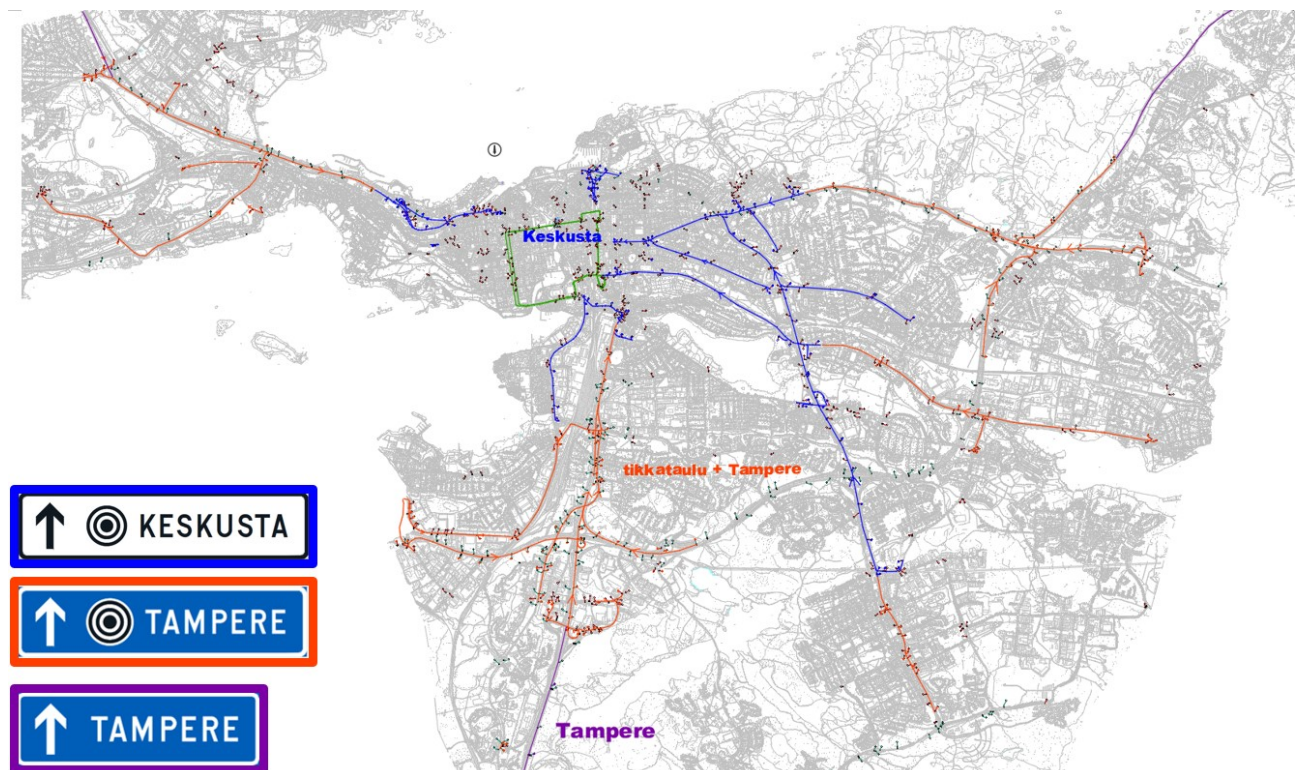 Keskusta
tikkataulu + Tampere
KESKUSTA
TAMPERE
TAMPERE
Tampere